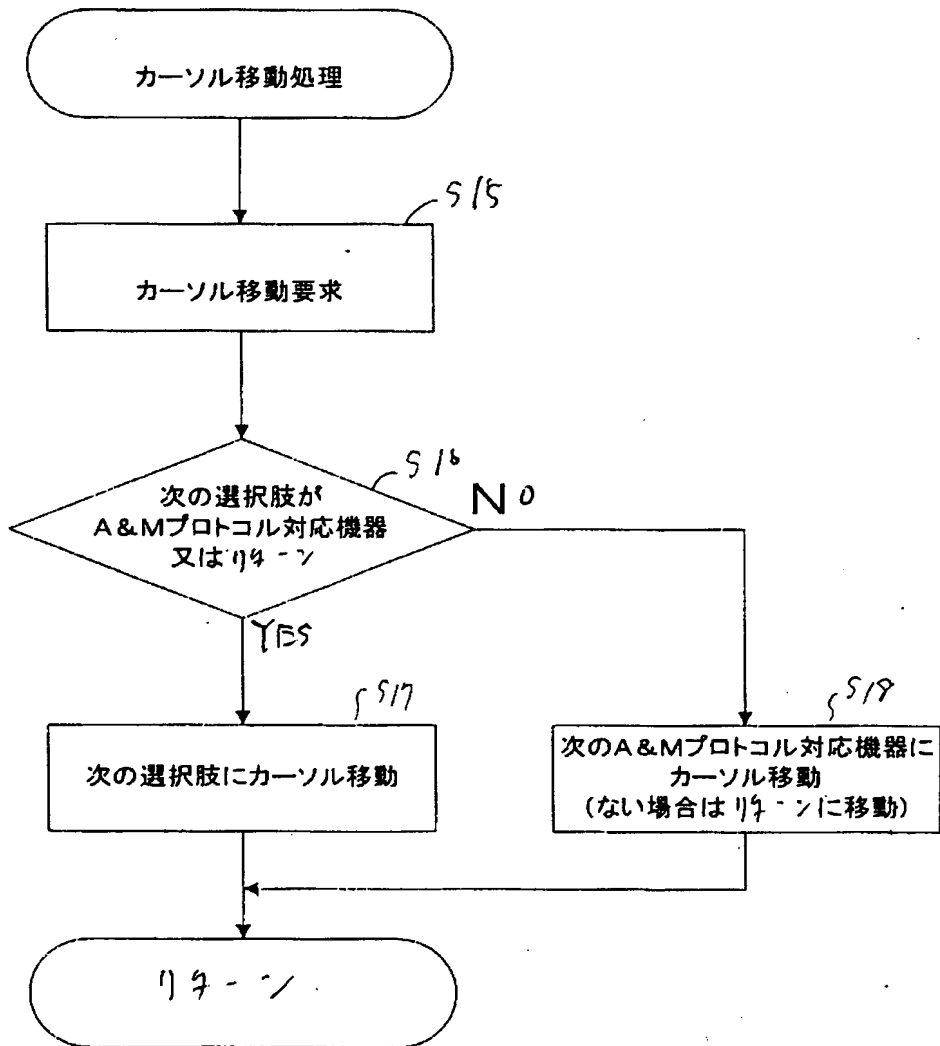 カーソル移動処理
S15
カーソル移動要求
S16
次の選択肢が
A&Mプロトコル対応機器
又はリターン
NO
YES
S17
次の選択肢にカーソル移動
S18
次のA&Mプロトコル対応機器に
カーソル移動
(ない場合はリターンに移動)
リターン